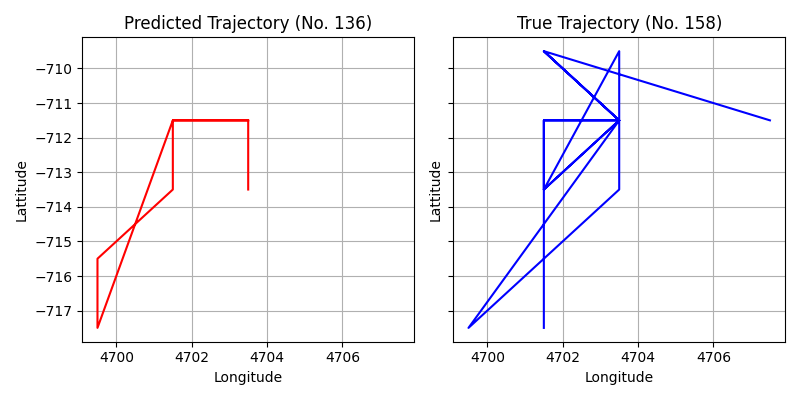 Predicted Trajectory (No. 136)
True Trajectory (No. 158)
−710
−711
−712
−713
−714
−715
−716
−717
Lattitude
Lattitude
4700
4702
4704
4706
4700
4702
4704
4706
Longitude
Longitude